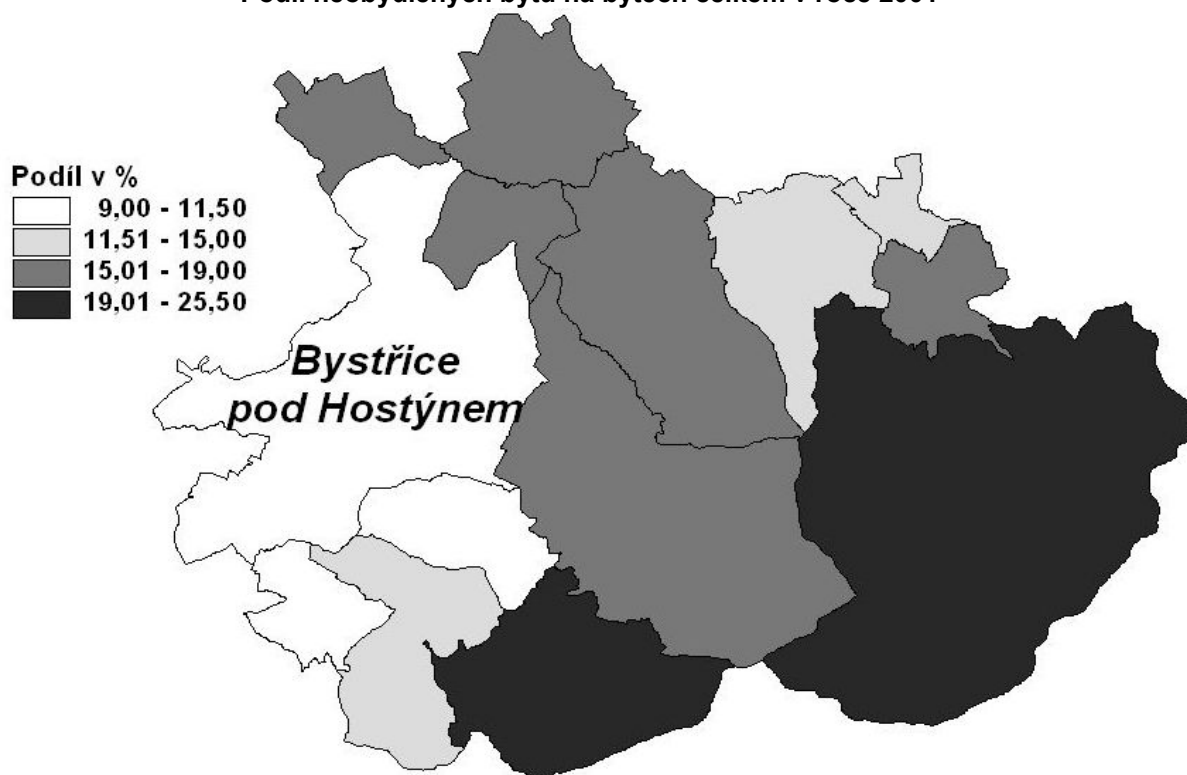 Podíl v %
9,00 - 11,50
11,51 - 15,00
15,01 - 19,00
19,01 - 25,50
Bystřice
pod Hostýnem